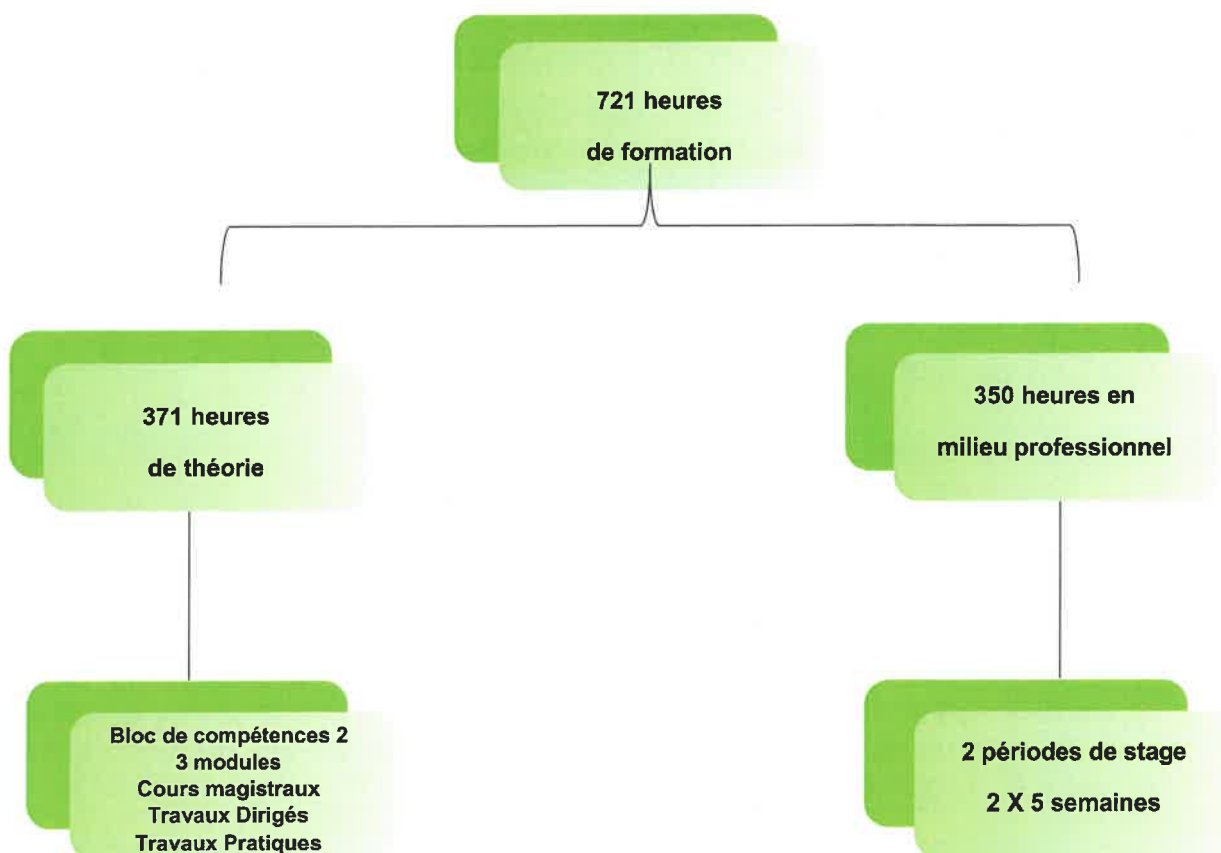 721 heures
de formation
371 heures
de théorie
350 heures en
milieu professionnel
Bloc de compétences 2
3 modules
Cours magistraux
Travaux Dirigés
Travaux Pratiques
2 périodes de stage
2 X 5 semaines